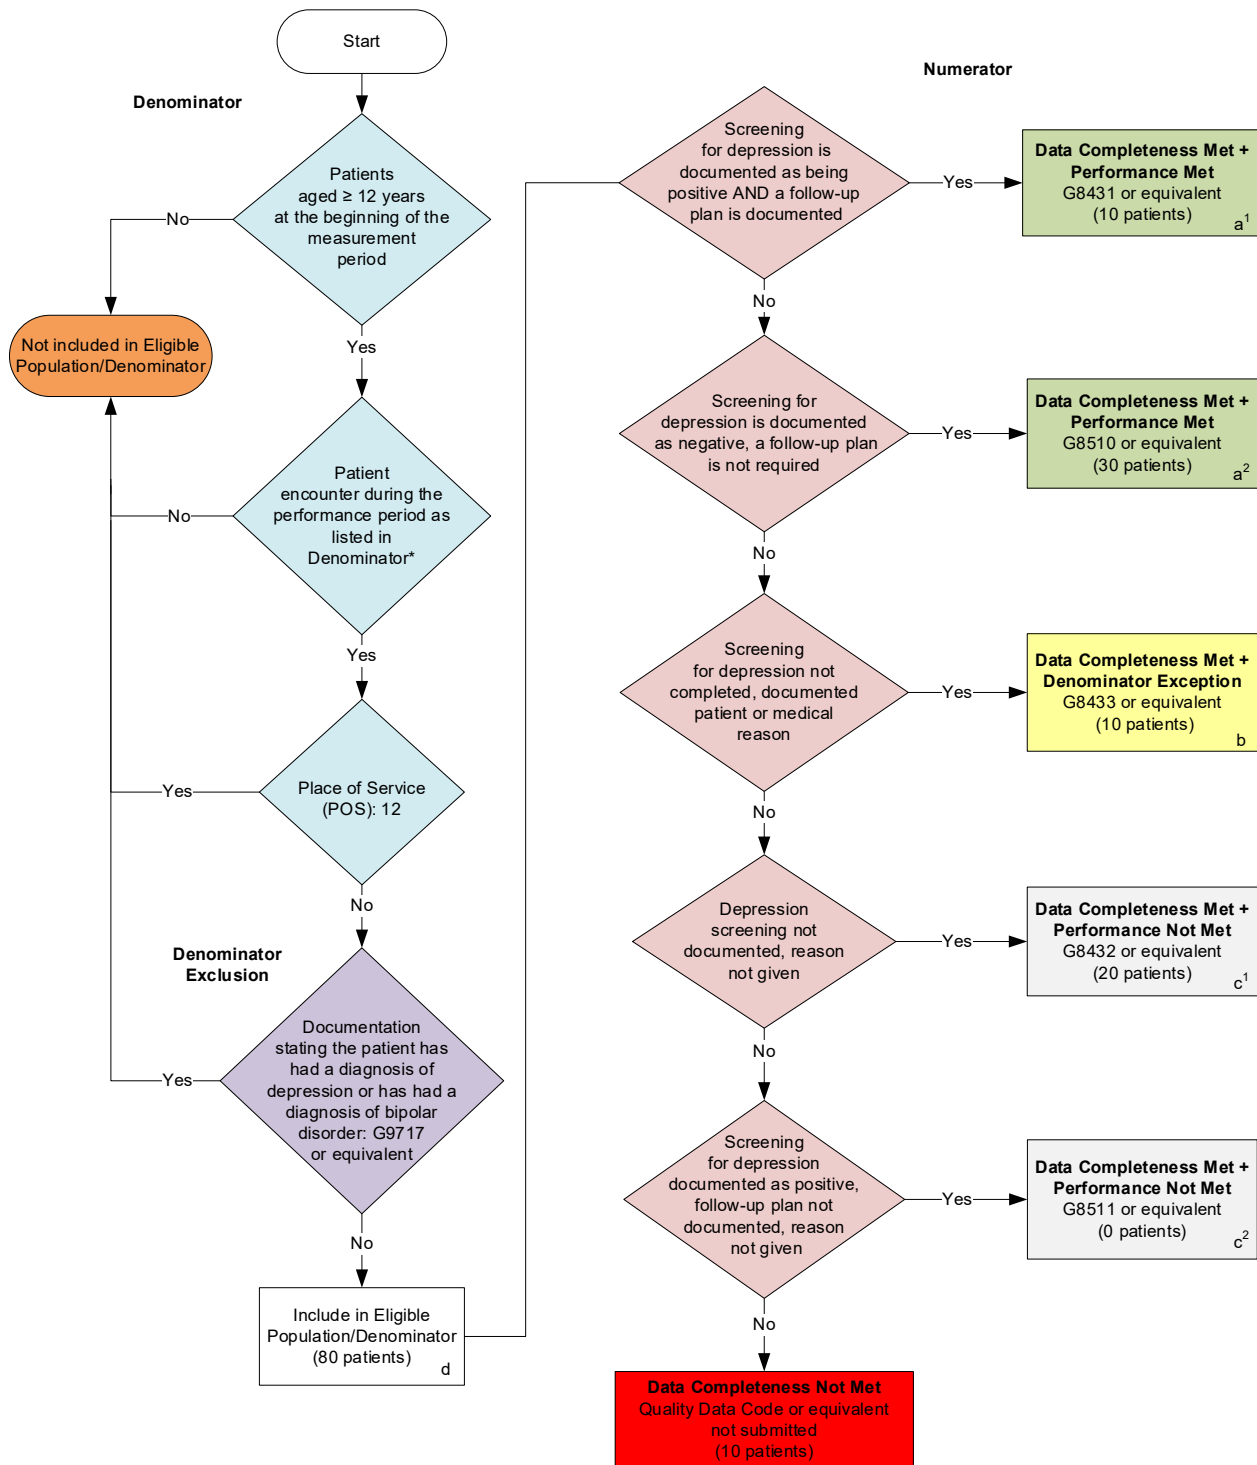 Start
Denominator
Patients
aged ≥ 12 years
at the beginning of the
measurement
period
No
Not included in Eligible
Population/Denominator
Yes
Patient
encounter during the
performance period as
listed in
Denominator*
No
Yes
Place of Service
(POS): 12
Yes
No
Denominator
Exclusion
Documentation
stating the patient has
had a diagnosis of
depression or has had a
diagnosis of bipolar
disorder: G9717
or equivalent
Yes
No
Include in Eligible
Population/Denominator
(80 patients)
d
Numerator
Screening
for depression is
documented as being
positive AND a follow-up
plan is documented
Yes
Data Completeness Met +
Performance Met
G8431 or equivalent
(10 patients)
a¹
No
Screening for
depression is documented
as negative, a follow-up plan
is not required
Yes
Data Completeness Met +
Performance Met
G8510 or equivalent
(30 patients)
a²
No
Screening
for depression not
completed, documented
patient or medical
reason
Yes
Data Completeness Met +
Denominator Exception
G8433 or equivalent
(10 patients)
b
No
Depression
screening not
documented, reason
not given
Yes
Data Completeness Met +
Performance Not Met
G8432 or equivalent
(20 patients)
c¹
No
Screening
for depression
documented as positive,
follow-up plan not
documented, reason
not given
Yes
Data Completeness Met +
Performance Not Met
G8511 or equivalent
(0 patients)
c²
No
Data Completeness Not Met
Quality Data Code or equivalent
not submitted
(10 patients)